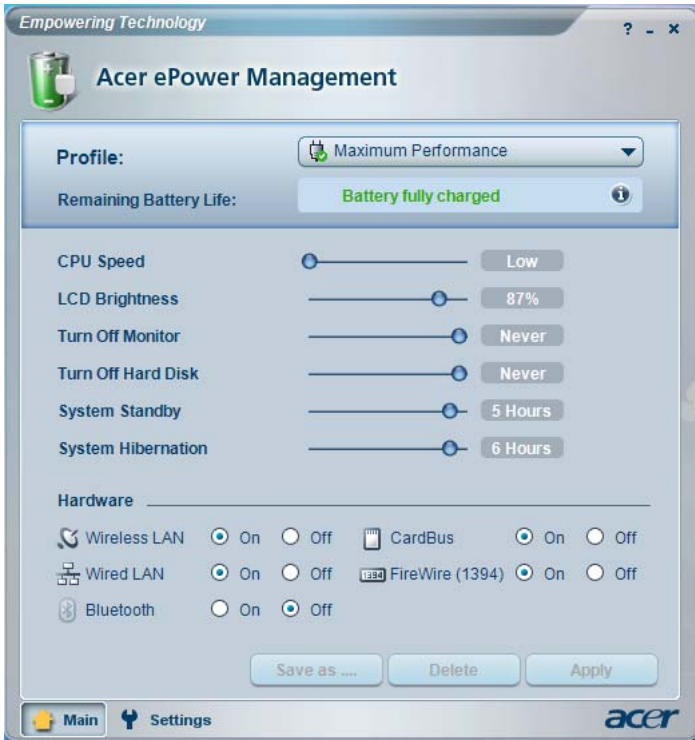 Empowering Technology
? - x
Acer ePower Management
Profile: Maximum Performance
Remaining Battery Life: Battery fully charged
CPU Speed Low
LCD Brightness 87%
Turn Off Monitor Never
Turn Off Hard Disk Never
System Standby 5 Hours
System Hibernation 6 Hours
Hardware
Wireless LAN On Off CardBus On Off
Wired LAN On Off 1394 FireWire (1394) On Off
Bluetooth On Off
Save as .... Delete Apply
Main Settings acer